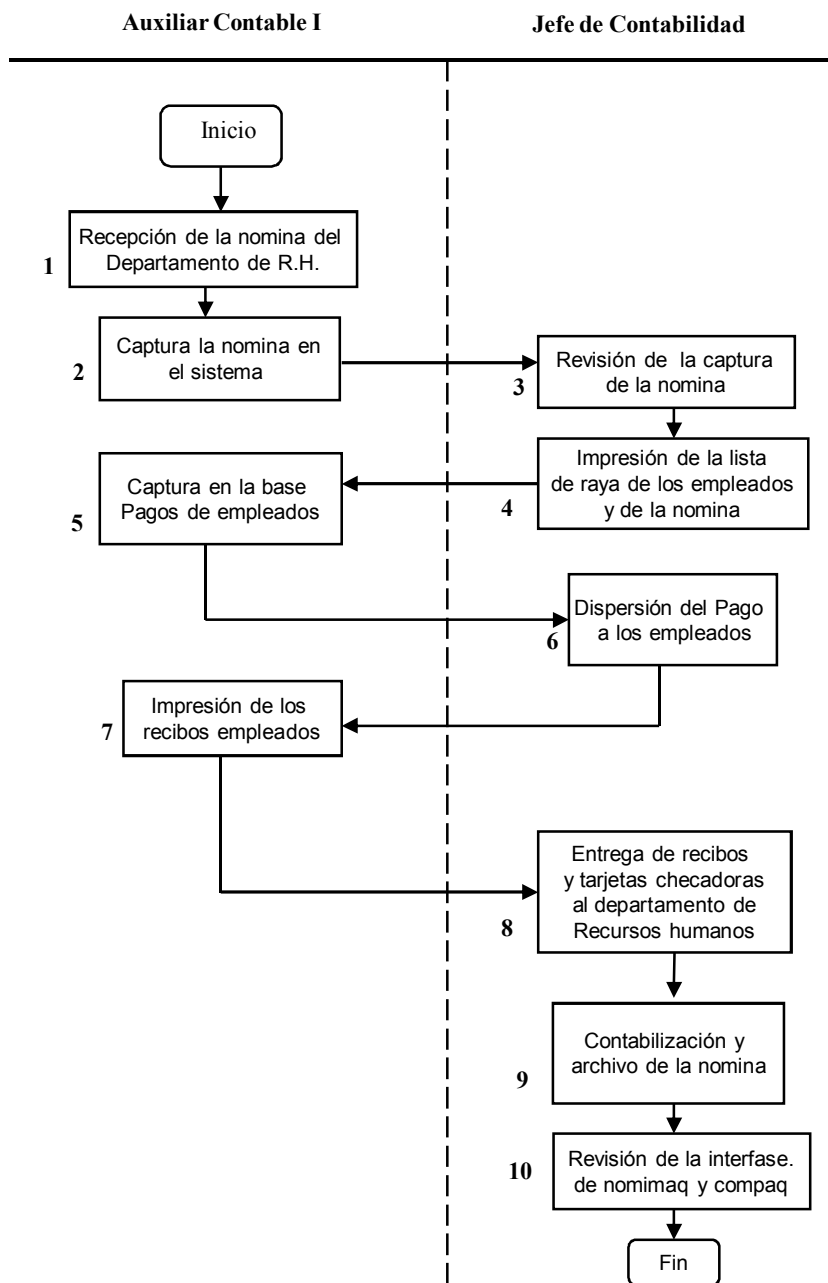 Auxiliar Contable I
Jefe de Contabilidad
Inicio
Recepción de la nomina del
Departamento de R.H.
1
Captura la nomina en
el sistema
2
Revisión de la captura
de la nomina
3
Impresión de la lista
de raya de los empleados
y de la nomina
4
Captura en la base
Pagos de empleados
5
Dispersión del Pago
a los empleados
6
Impresión de los
recibos empleados
7
Entrega de recibos
y tarjetas checadoras
al departamento de
Recursos humanos
8
Contabilización y
archivo de la nomina
9
Revisión de la interfase.
de nomimaq y compaq
10
Fin